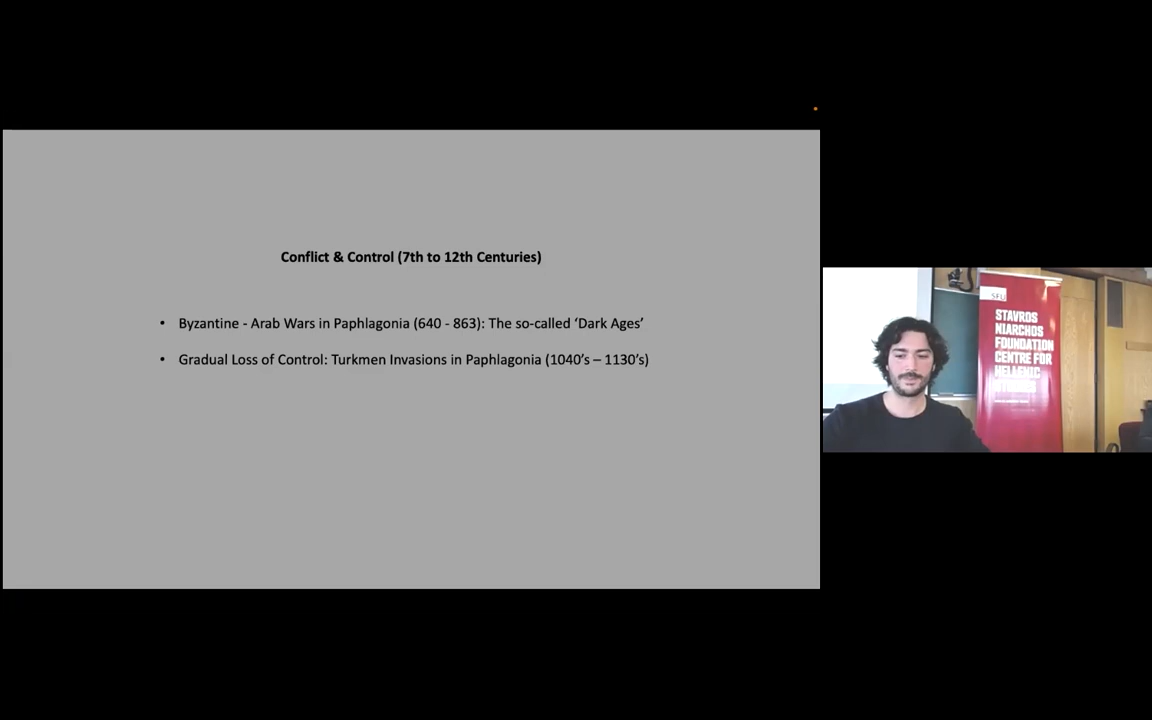 Conflict & Control (7th to 12th Centuries)
• Byzantine - Arab Wars in Paphlagonia (640 - 863): The so-called ‘Dark Ages’
• Gradual Loss of Control: Turkmen Invasions in Paphlagonia (1040’s – 1130’s)
SFU
STAVROS
NIARCHOS
FOUNDATION
CENTRE FOR
HELLENIC